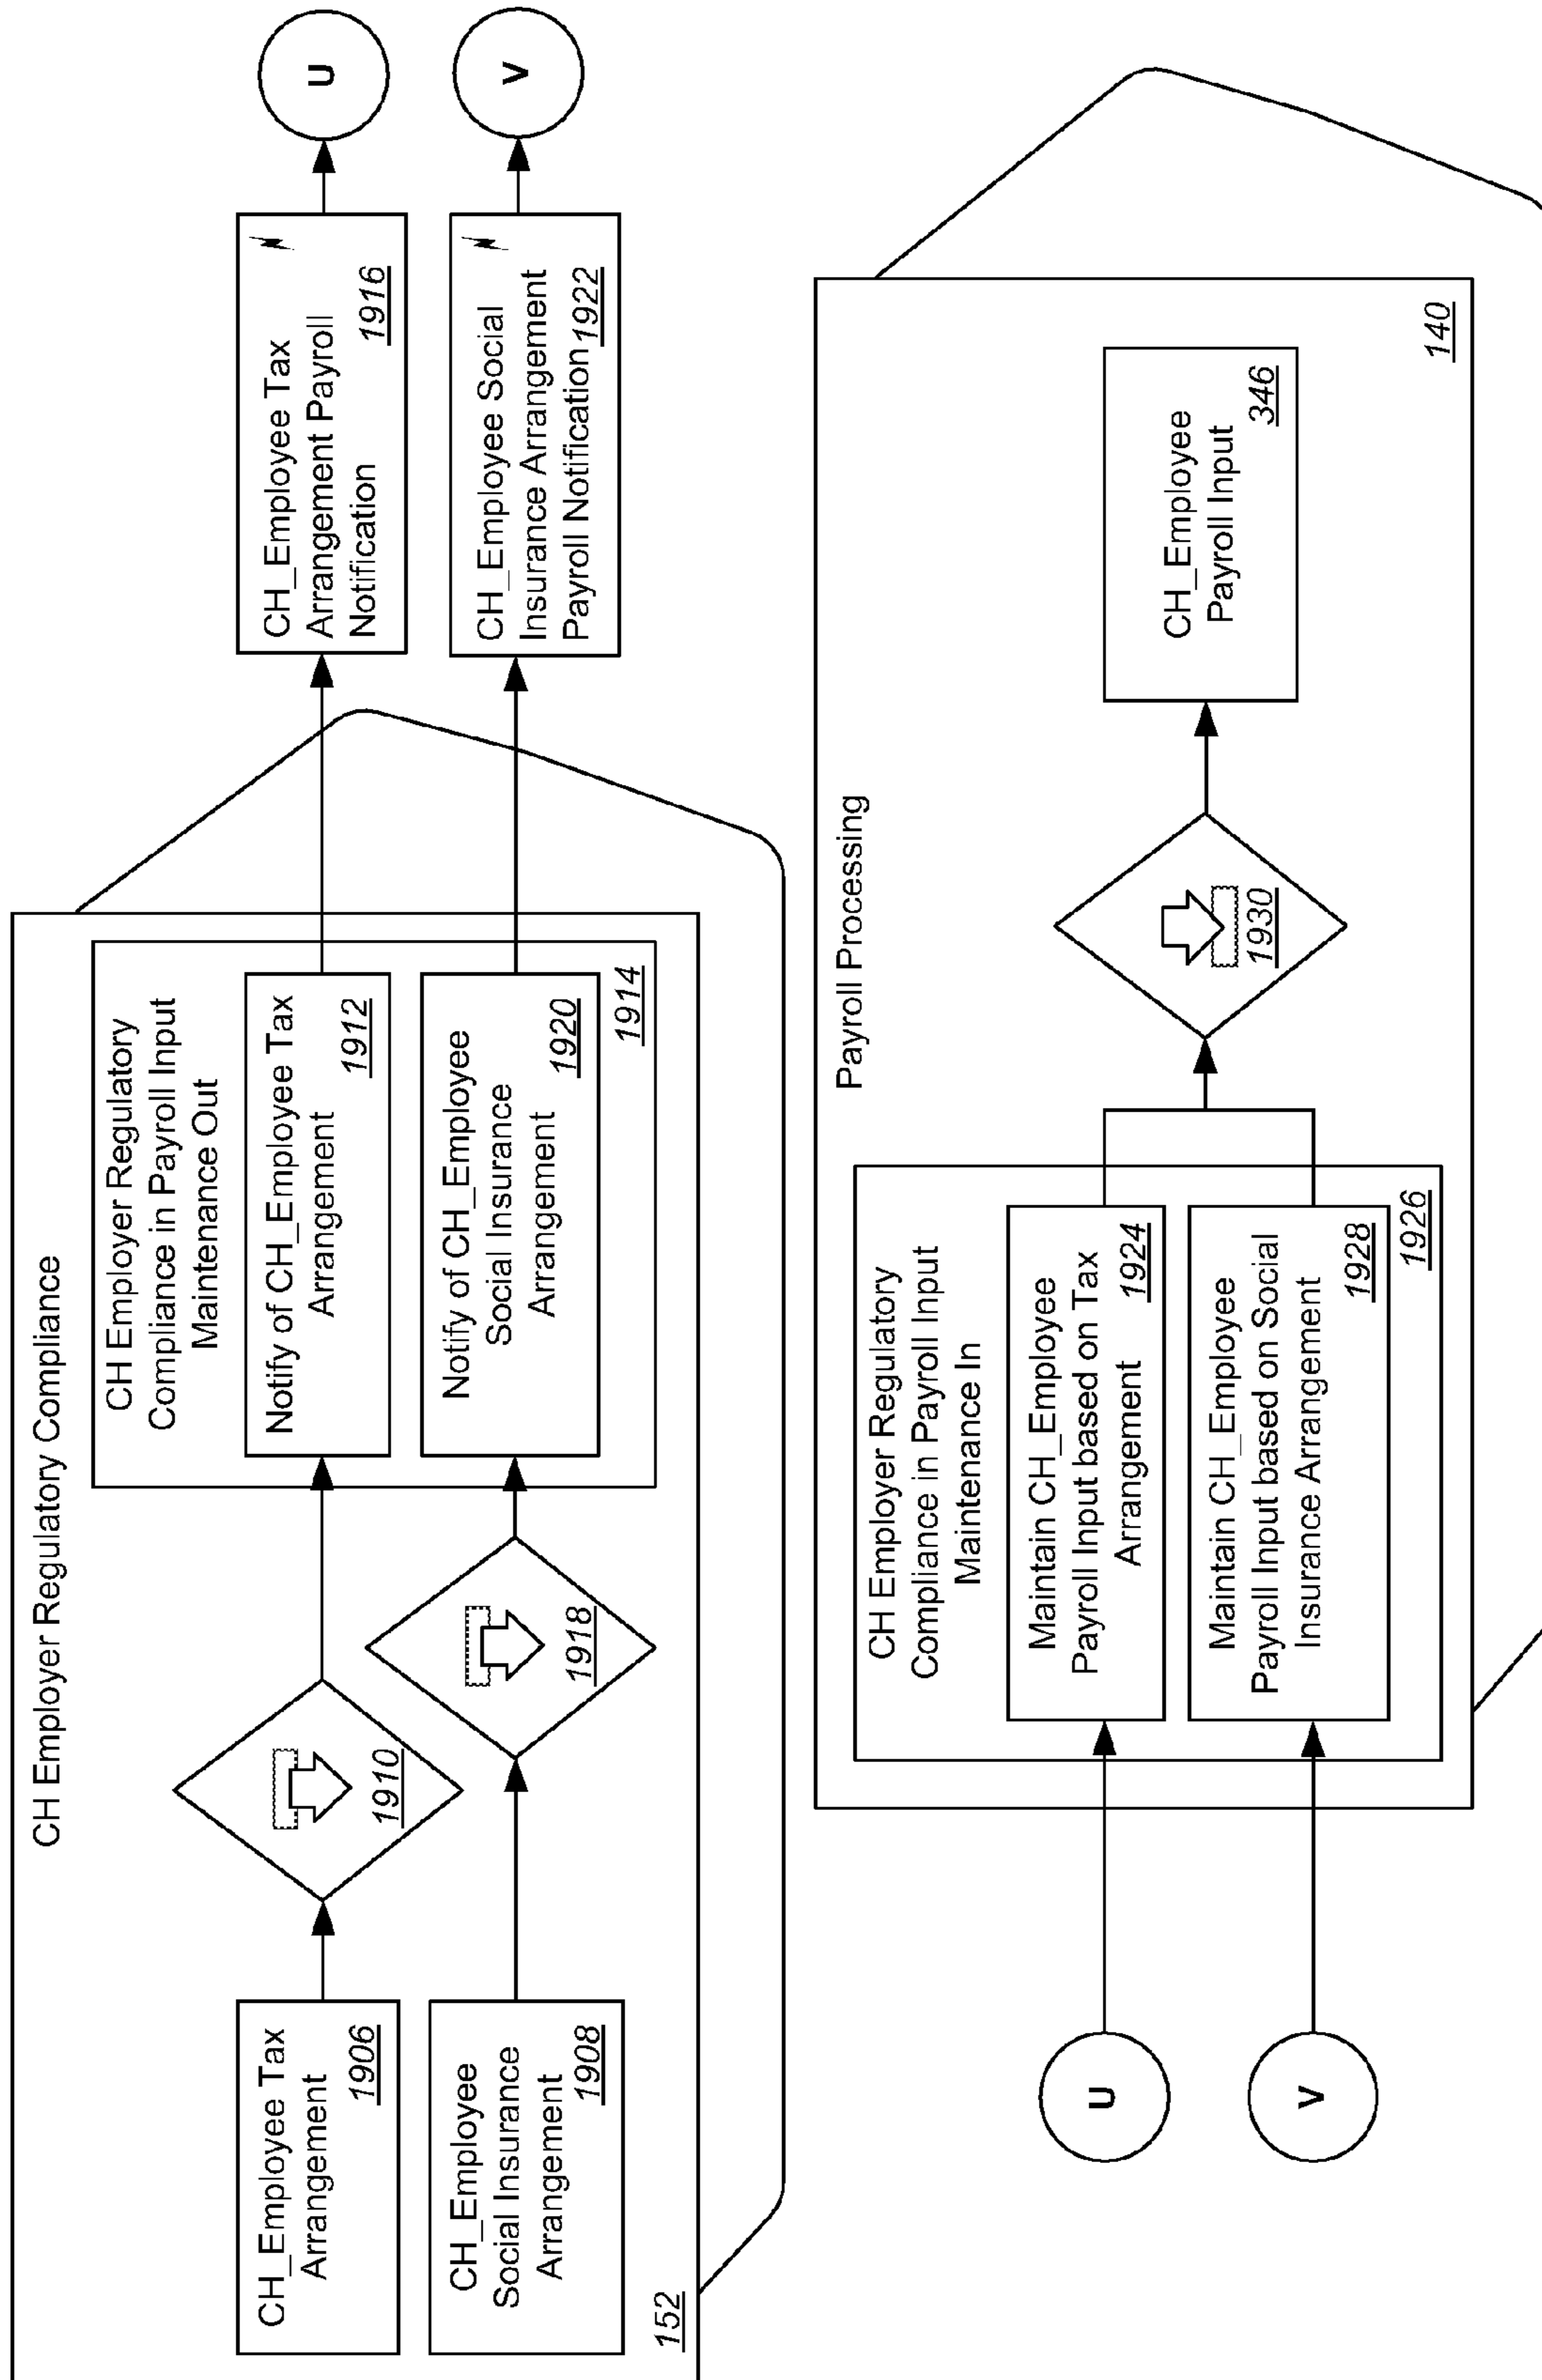 CH Employer Regulatory Compliance
CH_Employee Tax
Arrangement
1906
1910
CH Employer Regulatory
Compliance in Payroll Input
Maintenance Out
Notify of CH_Employee Tax
Arrangement
1912
CH_Employee Tax
Arrangement Payroll
Notification
1916
U
CH_Employee
Social Insurance
Arrangement
1908
1918
Notify of CH_Employee
Social Insurance
Arrangement
1920
1914
CH_Employee Social
Insurance Arrangement
Payroll Notification
1922
V
152
Payroll Processing
CH Employer Regulatory
Compliance in Payroll Input
Maintenance In
U
Maintain CH_Employee
Payroll Input based on Tax
Arrangement
1924
V
Maintain CH_Employee
Payroll Input based on Social
Insurance Arrangement
1928
1926
1930
CH_Employee
Payroll Input
346
140